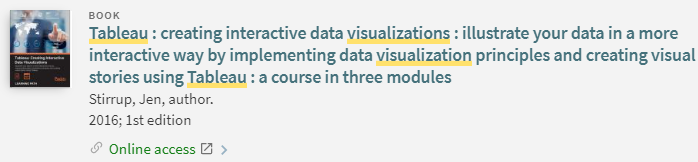 BOOK
Tableau : creating interactive data visualizations : illustrate your data in a more
interactive way by implementing data visualization principles and creating visual
stories using Tableau : a course in three modules
Stirrup, Jen, author.
2016; 1st edition
Online access